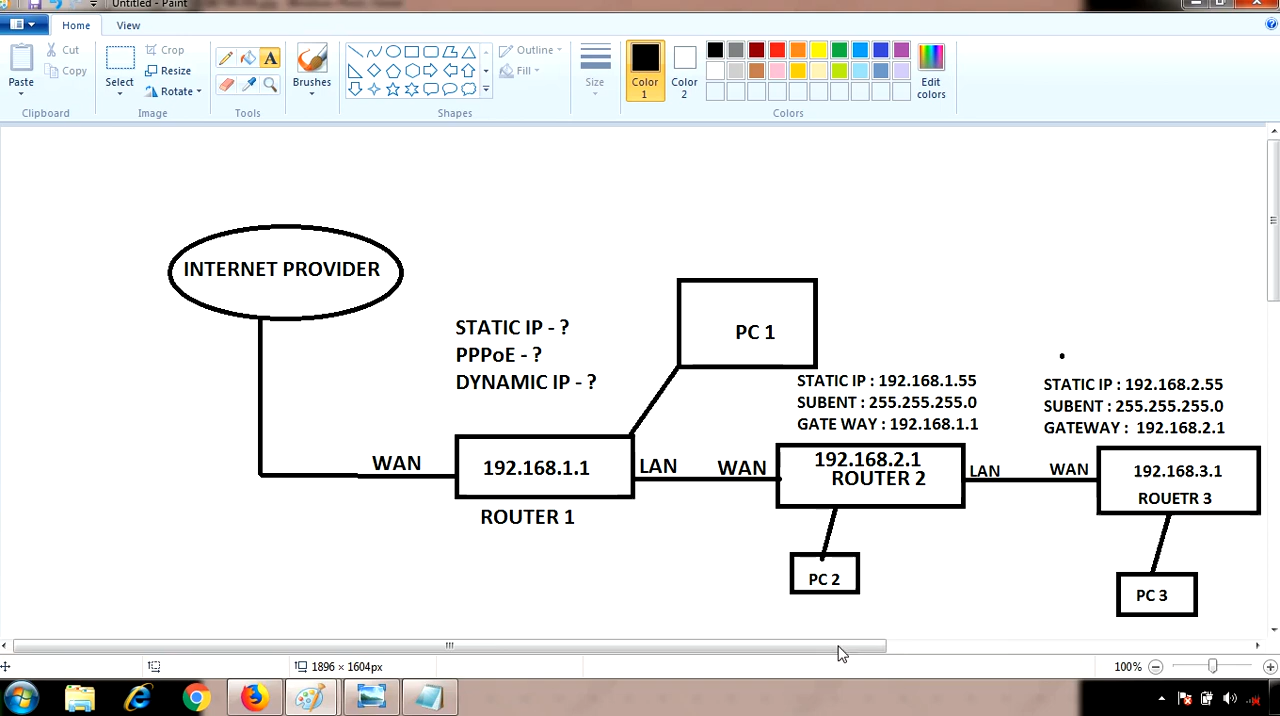 Untitled - Paint
Home
View
Paste
Cut
Copy
Clipboard
Select
Crop
Resize
Rotate
Image
Tools
Brushes
Shapes
Outline
Fill
Size
Color
1
Color
2
Edit
colors
Colors
INTERNET PROVIDER
STATIC IP - ?
PPPoE - ?
DYNAMIC IP - ?
PC 1
STATIC IP : 192.168.1.55
SUBENT : 255.255.255.0
GATE WAY : 192.168.1.1
STATIC IP : 192.168.2.55
SUBENT : 255.255.255.0
GATEWAY : 192.168.2.1
WAN
192.168.1.1
ROUTER 1
LAN
WAN
192.168.2.1
ROUTER 2
LAN
WAN
192.168.3.1
ROUETR 3
PC 2
PC 3
1896 × 1604px
100%